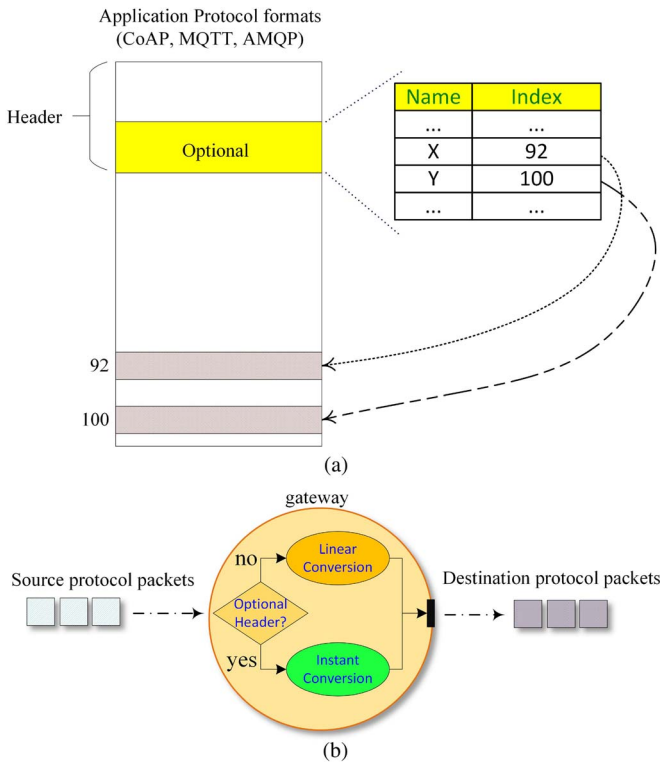 Application Protocol formats
(CoAP, MQTT, AMQP)
Header
Optional
Name Index
... ...
X 92
Y 100
... ...
92
100
(a)
gateway
no
Linear
Conversion
Source protocol packets
Optional
Header?
Destination protocol packets
yes
Instant
Conversion
(b)